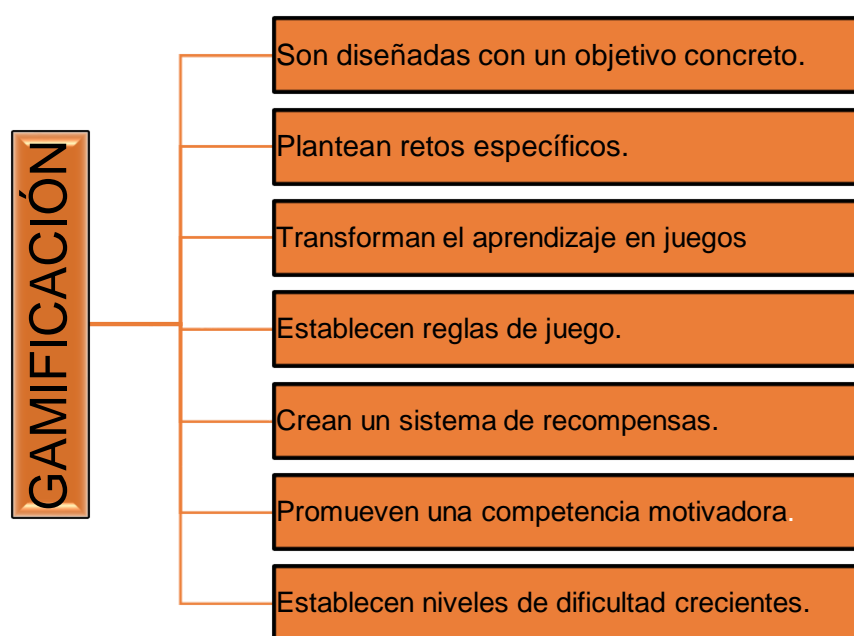 GAMIFICACIÓN
Son diseñadas con un objetivo concreto.
Plantean retos específicos.
Transforman el aprendizaje en juegos
Establecen reglas de juego.
Crean un sistema de recompensas.
Promueven una competencia motivadora.
Establecen niveles de dificultad crecientes.